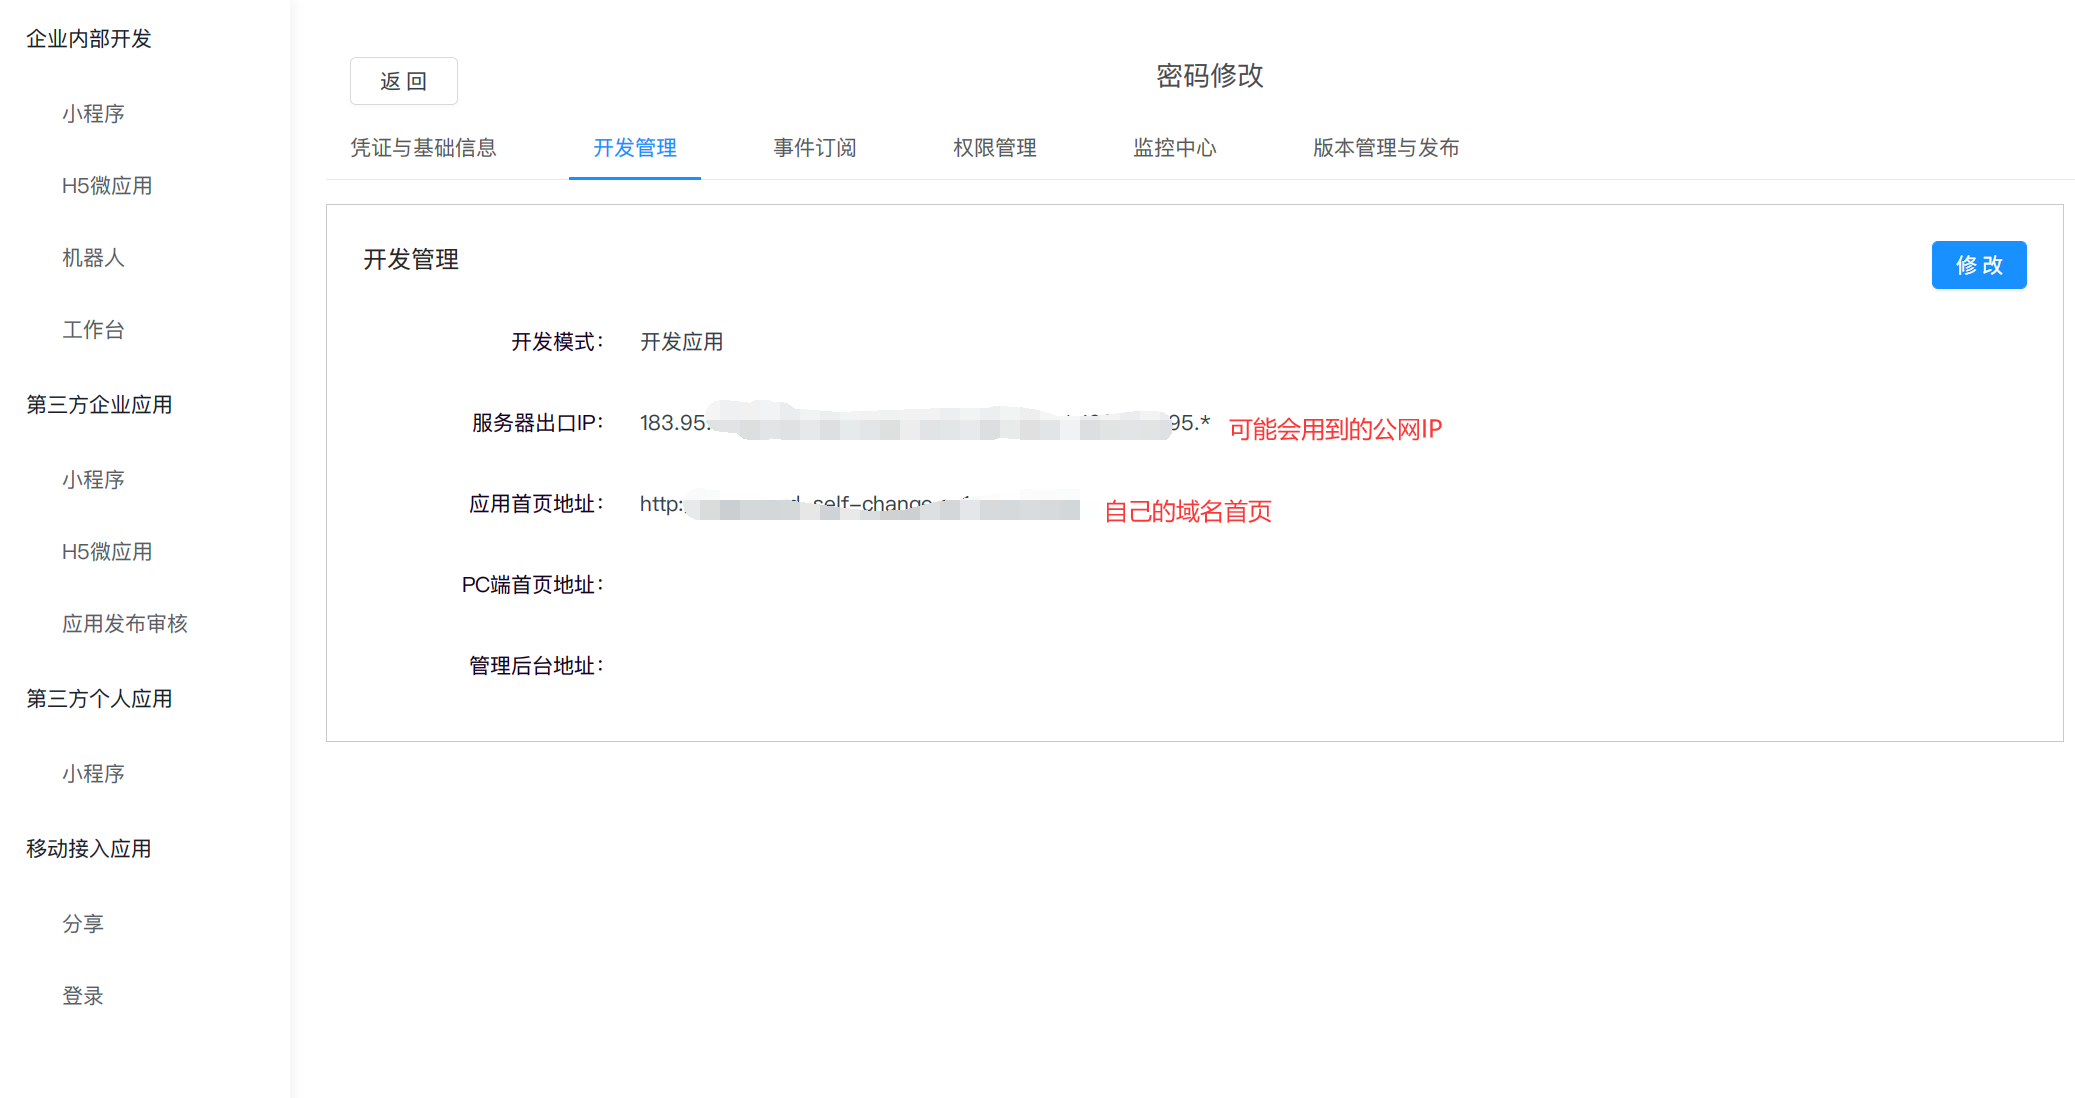 企业内部开发
小程序
H5微应用
机器人
工作台
第三方企业应用
小程序
H5微应用
应用发布审核
第三方个人应用
小程序
移动接入应用
分享
登录
返 回
密码修改
凭证与基础信息
开发管理
事件订阅
权限管理
监控中心
版本管理与发布
开发管理
修 改
开发模式：
开发应用
服务器出口IP：
183.95. 95.*
可能会用到的公网IP
应用首页地址：
http: self-change
自己的域名首页
PC端首页地址：
管理后台地址：